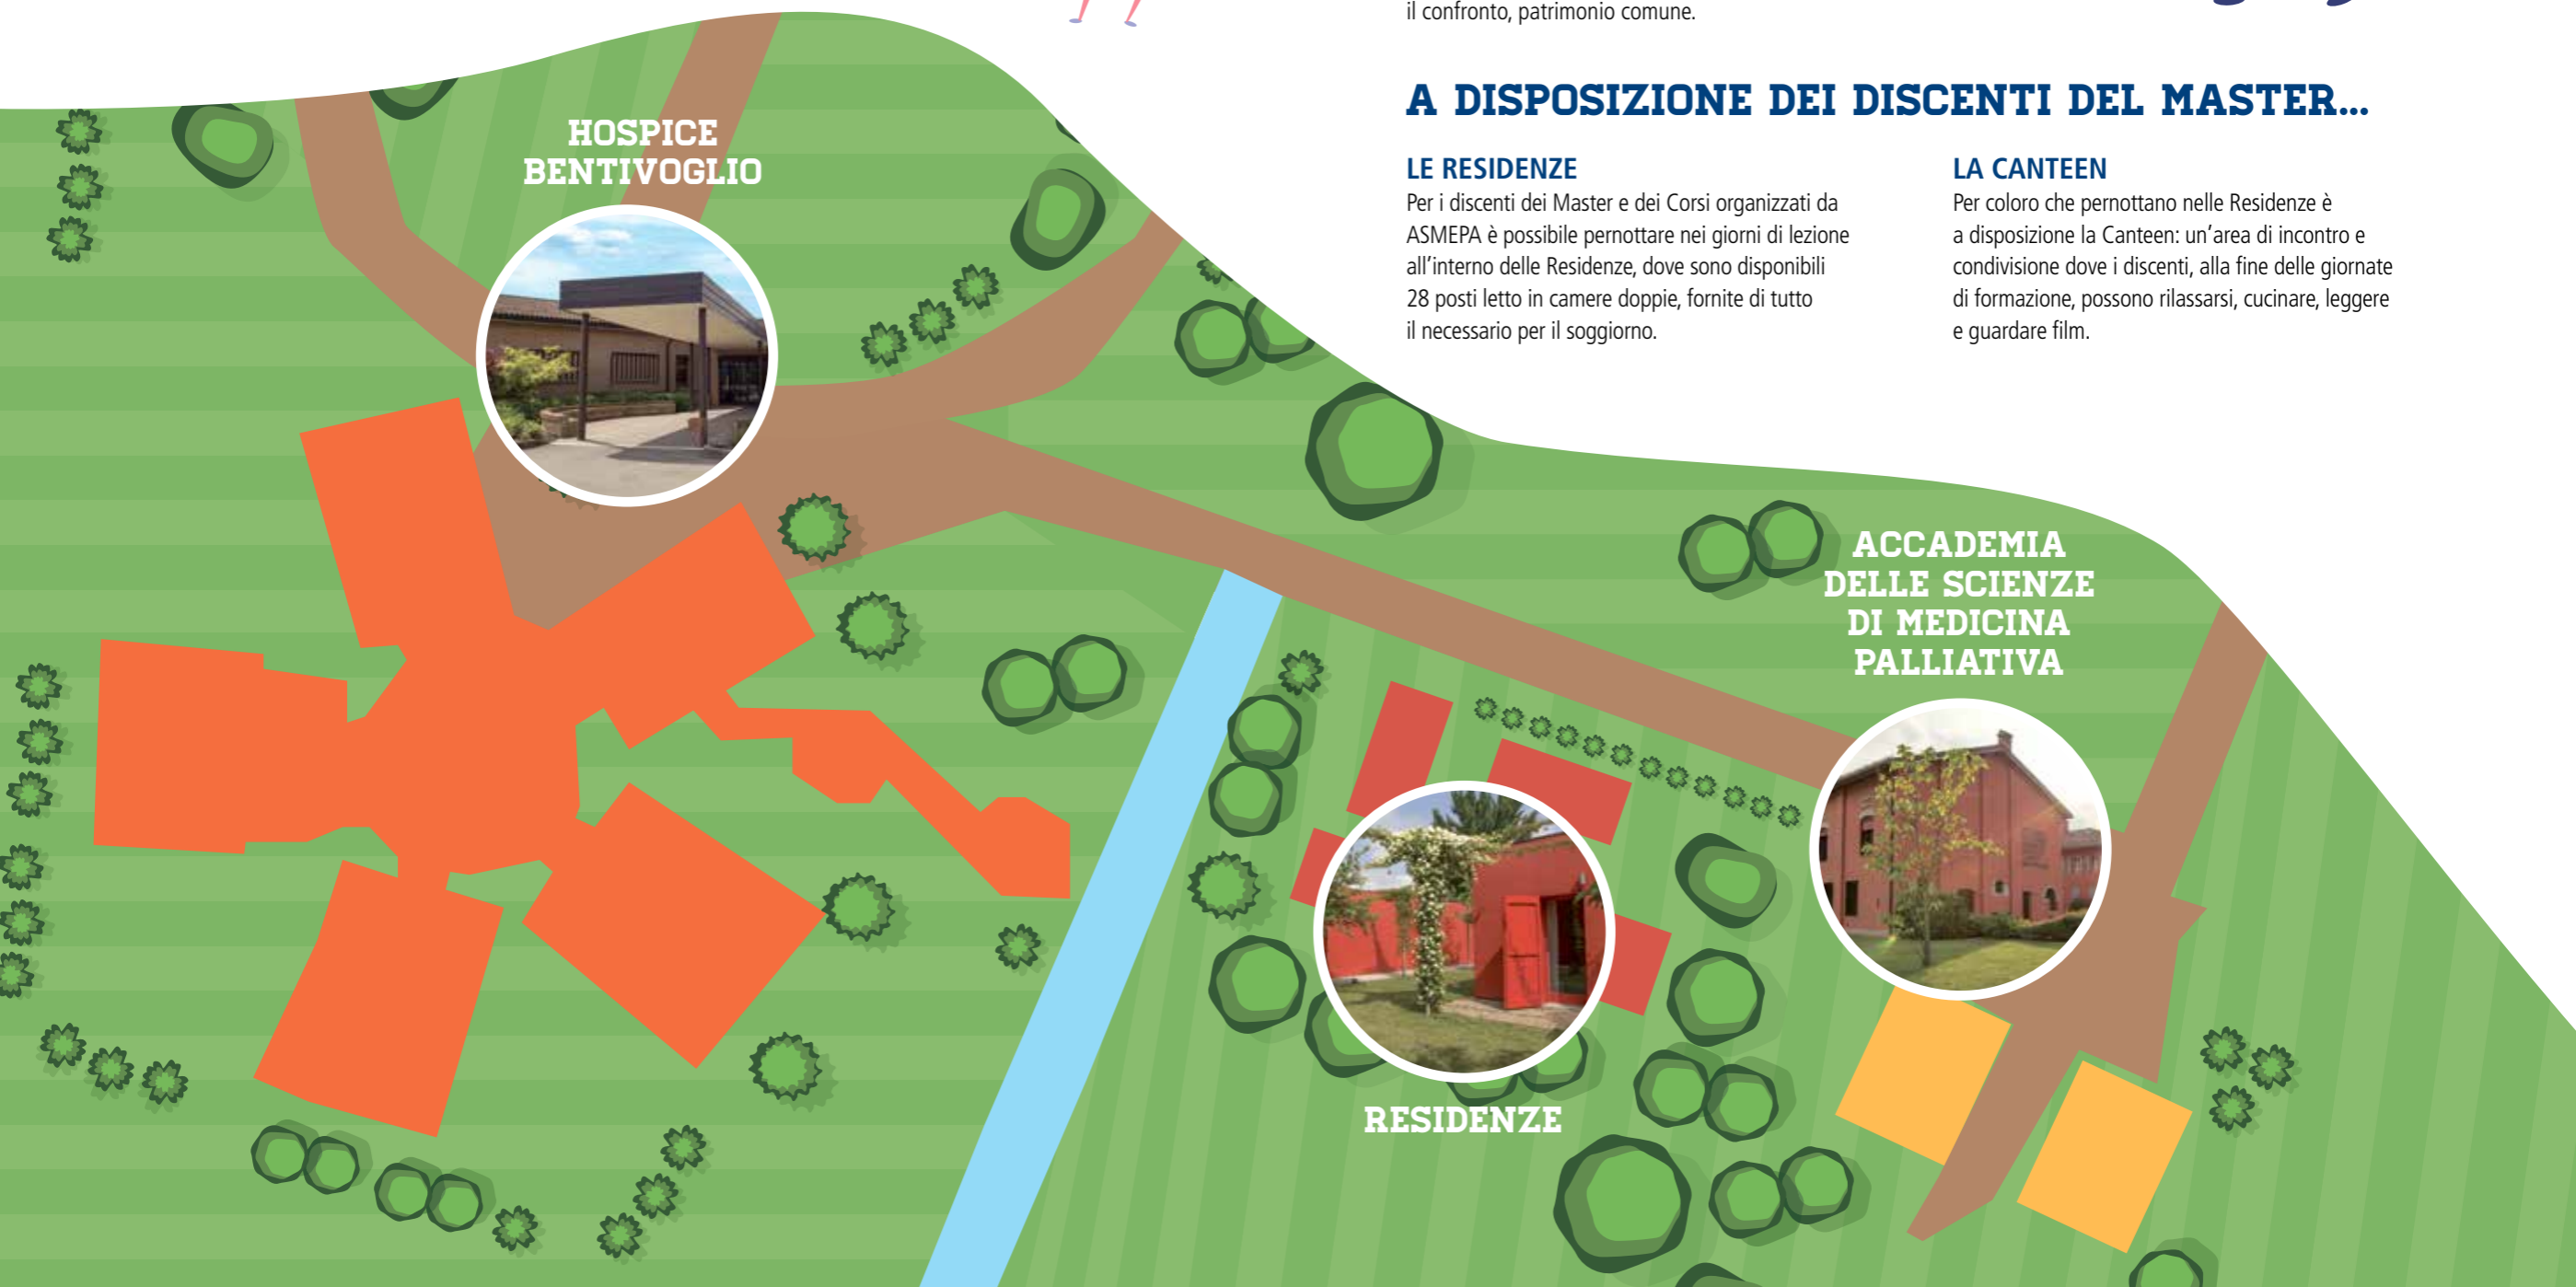 il confronto, patrimonio comune.
A DISPOSIZIONE DEI DISCENTI DEL MASTER...
LE RESIDENZE
Per i discenti dei Master e dei Corsi organizzati da
ASMEPA è possibile pernottare nei giorni di lezione
all'interno delle Residenze, dove sono disponibili
28 posti letto in camere doppie, fornite di tutto
il necessario per il soggiorno.
LA CANTEEN
Per coloro che pernottano nelle Residenze è
a disposizione la Canteen: un'area di incontro e
condivisione dove i discenti, alla fine delle giornate
di formazione, possono rilassarsi, cucinare, leggere
e guardare film.
HOSPICE
BENTIVOGLIO
ACCADEMIA
DELLE SCIENZE
DI MEDICINA
PALLIATIVA
RESIDENZE